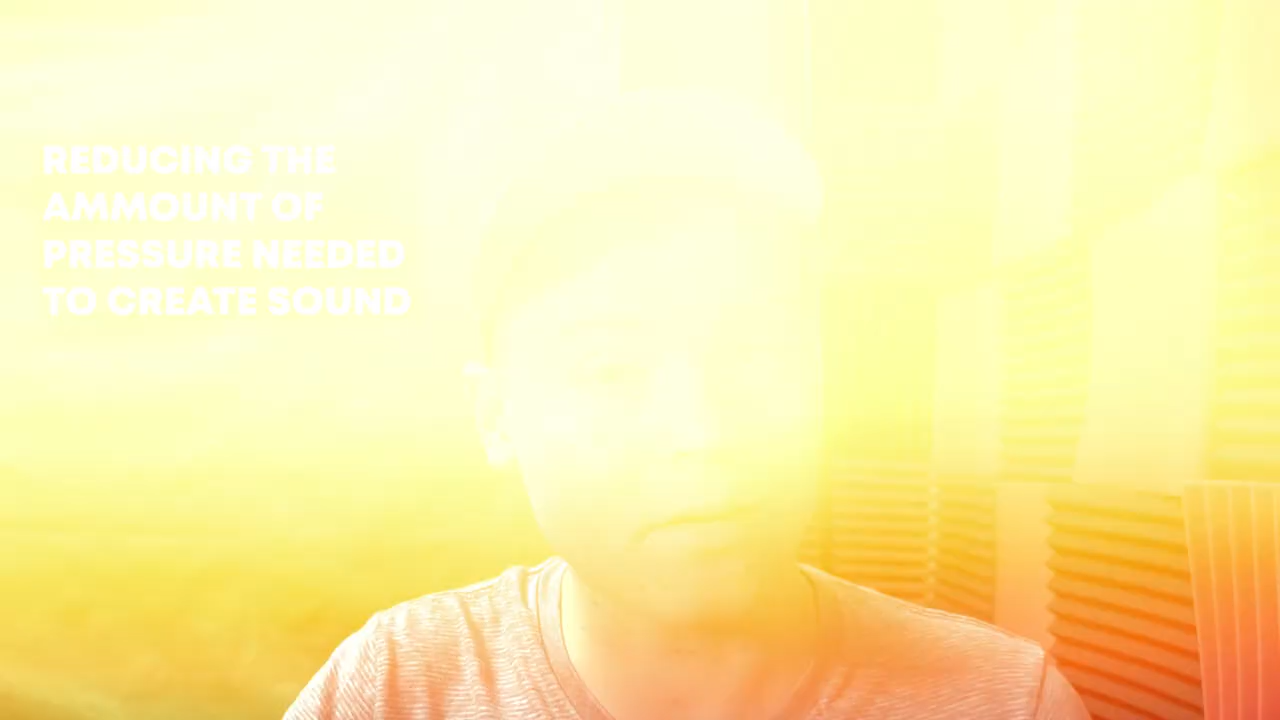 REDUCING THE
AMMOUNT OF
PRESSURE NEEDED
TO CREATE SOUND